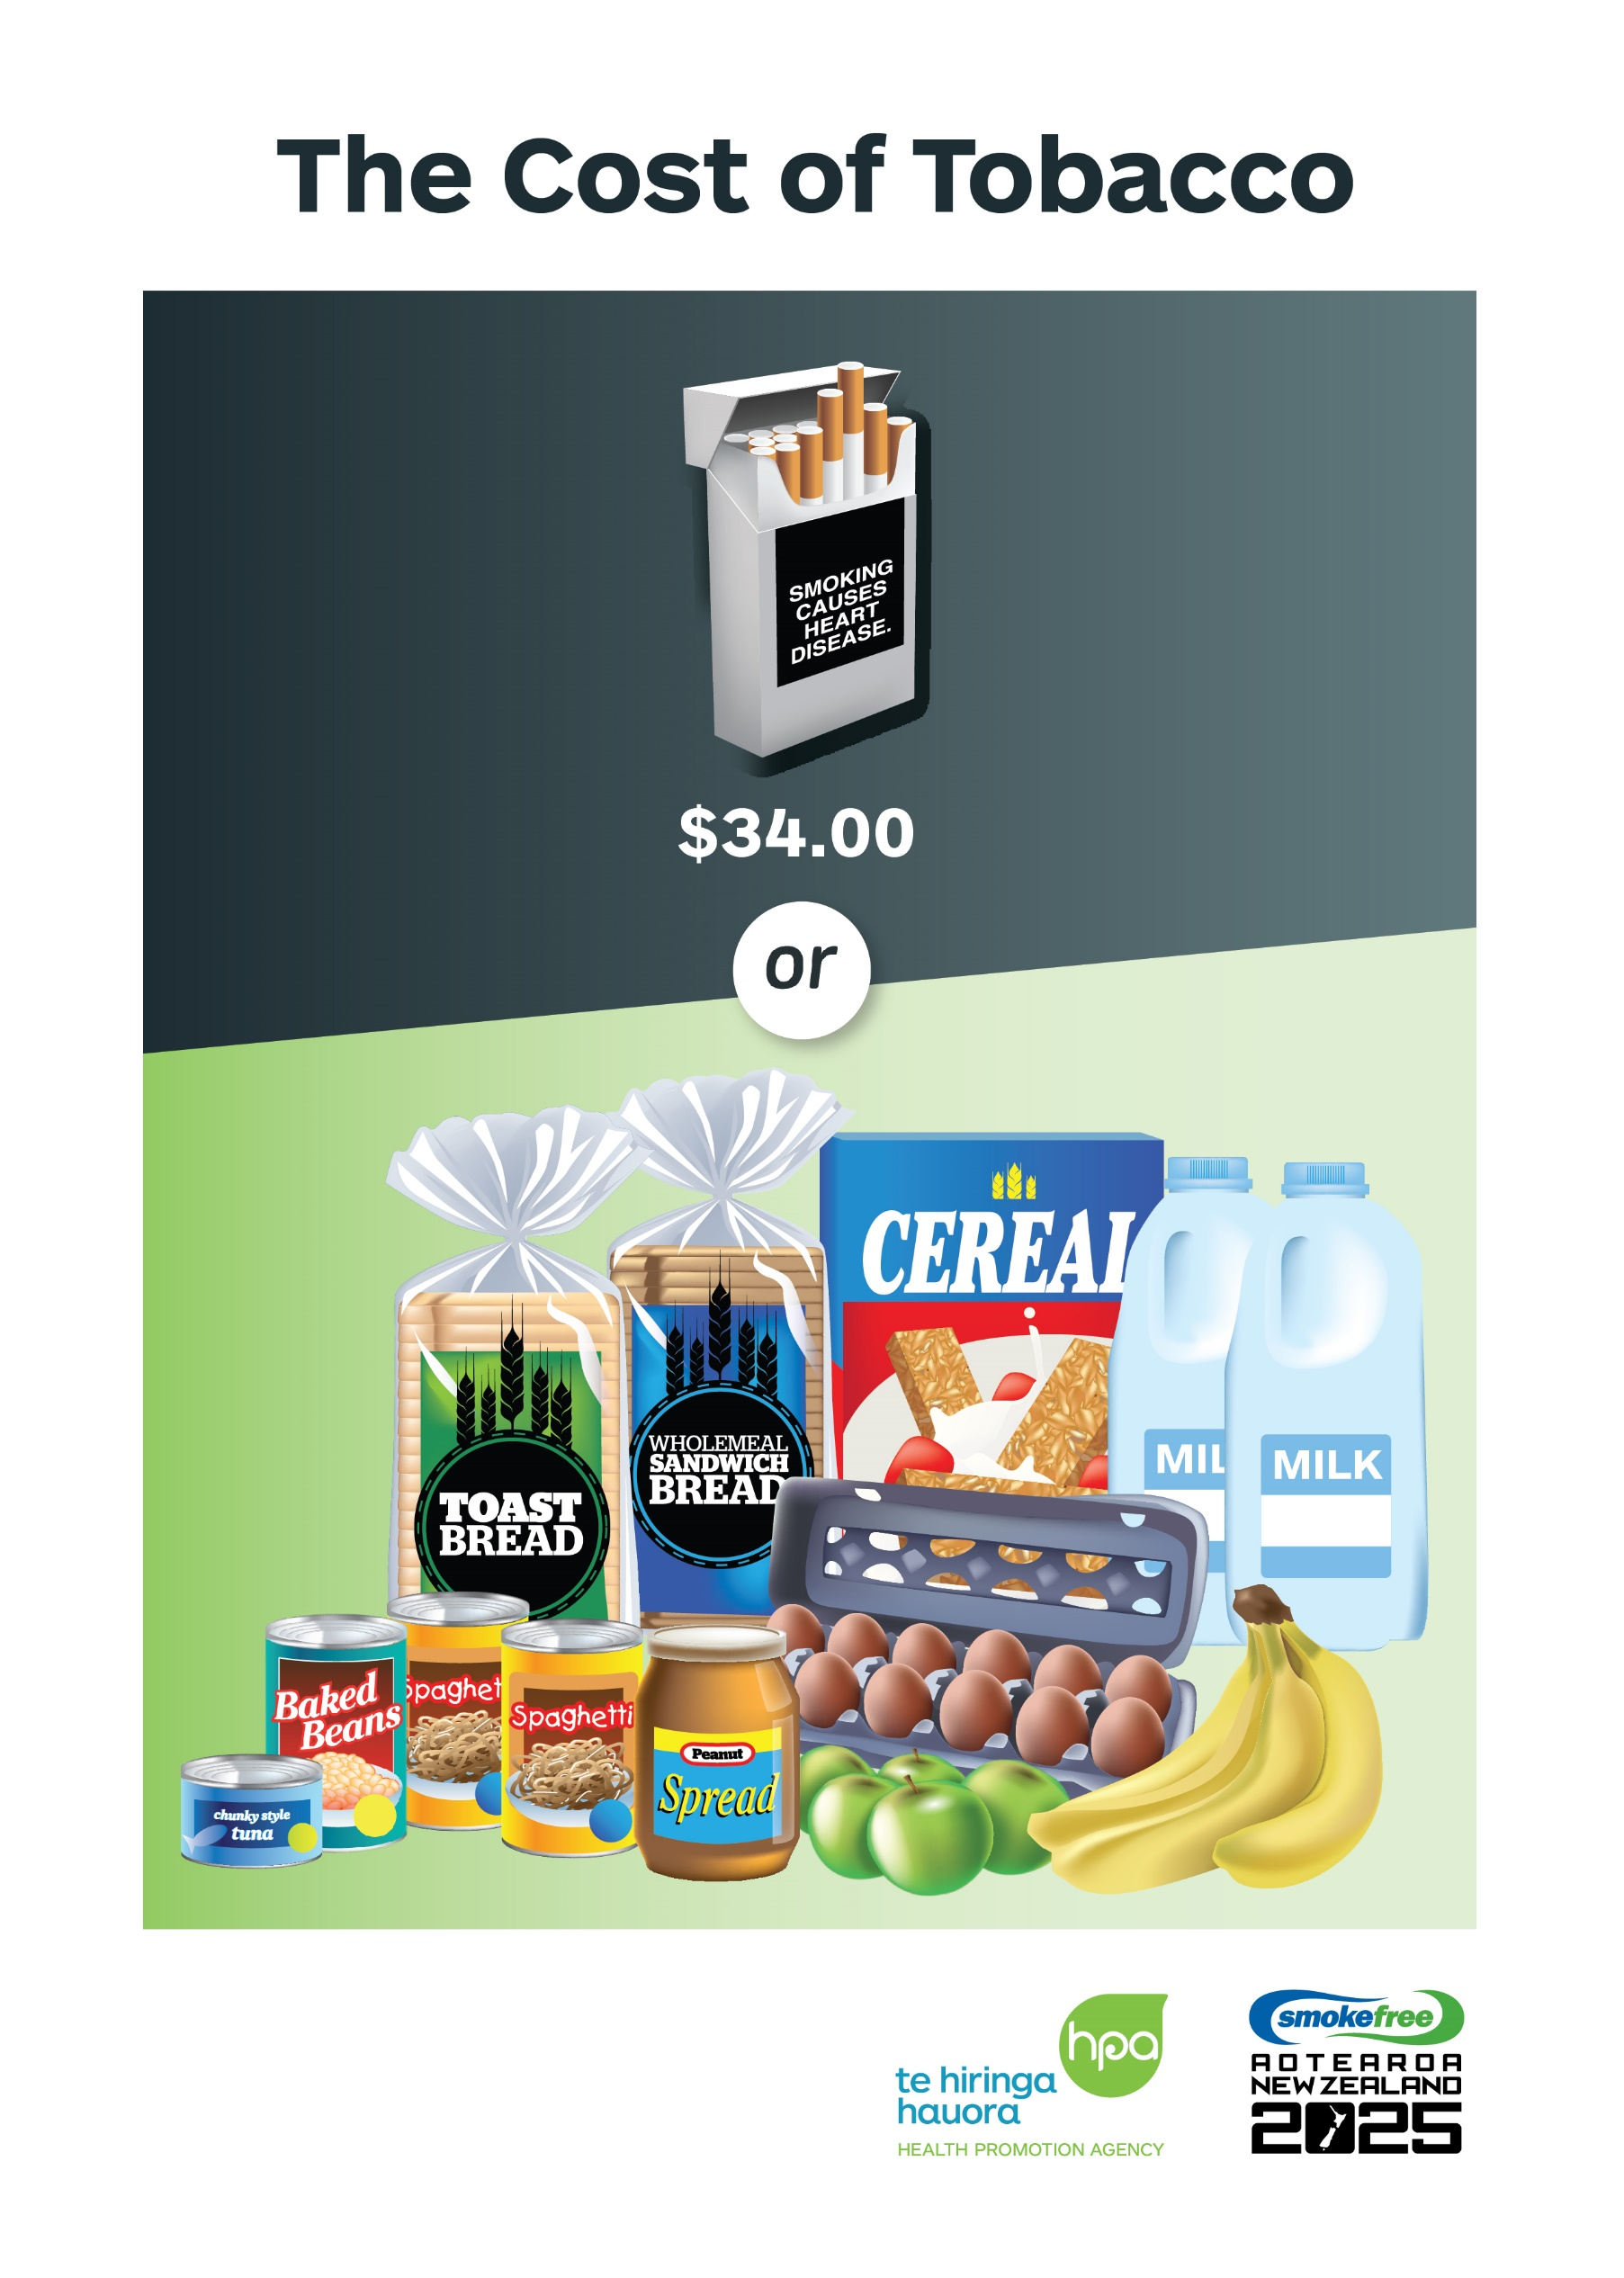 The Cost of Tobacco
SMOKING
CAUSES
HEART
DISEASE.
$34.00
or
CEREAL
WHOLEMEAL
SANDWICH
BREAD
MIL
MILK
TOAST
BREAD
Baked
Beans
Spaghet
Spaghetti
Peanut
Spread
chunky style
tuna
hpa
te hiringa
hauora
HEALTH PROMOTION AGENCY
smokefree
AOTEAROA
NEW ZEALAND
2025